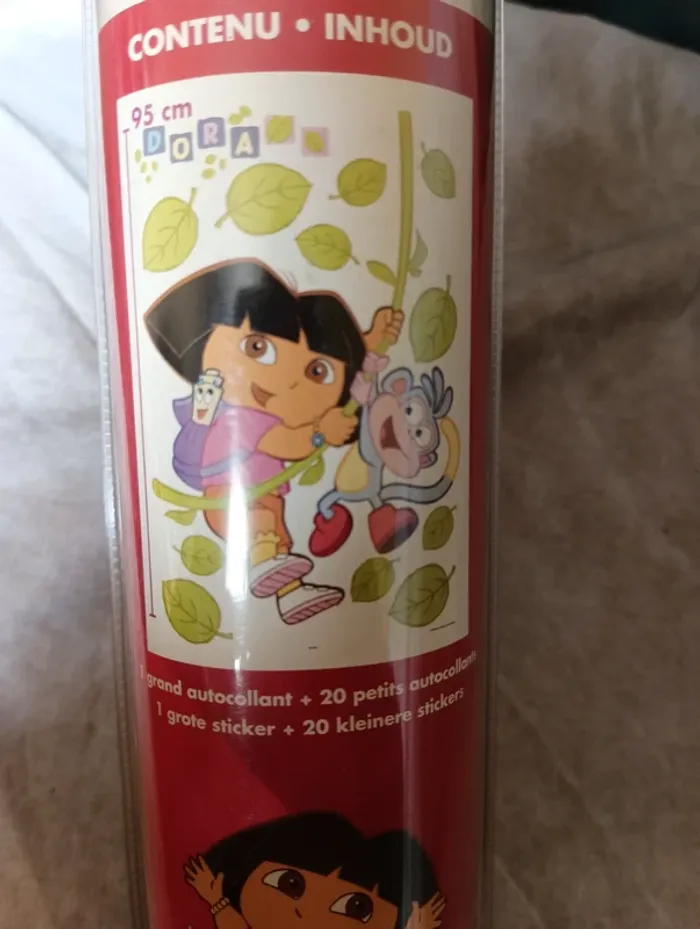 CONTENU • INHOUD
95 cm
DORA
1 grand autocollant + 20 petits autocollants
1 grote sticker + 20 kleinere stickers